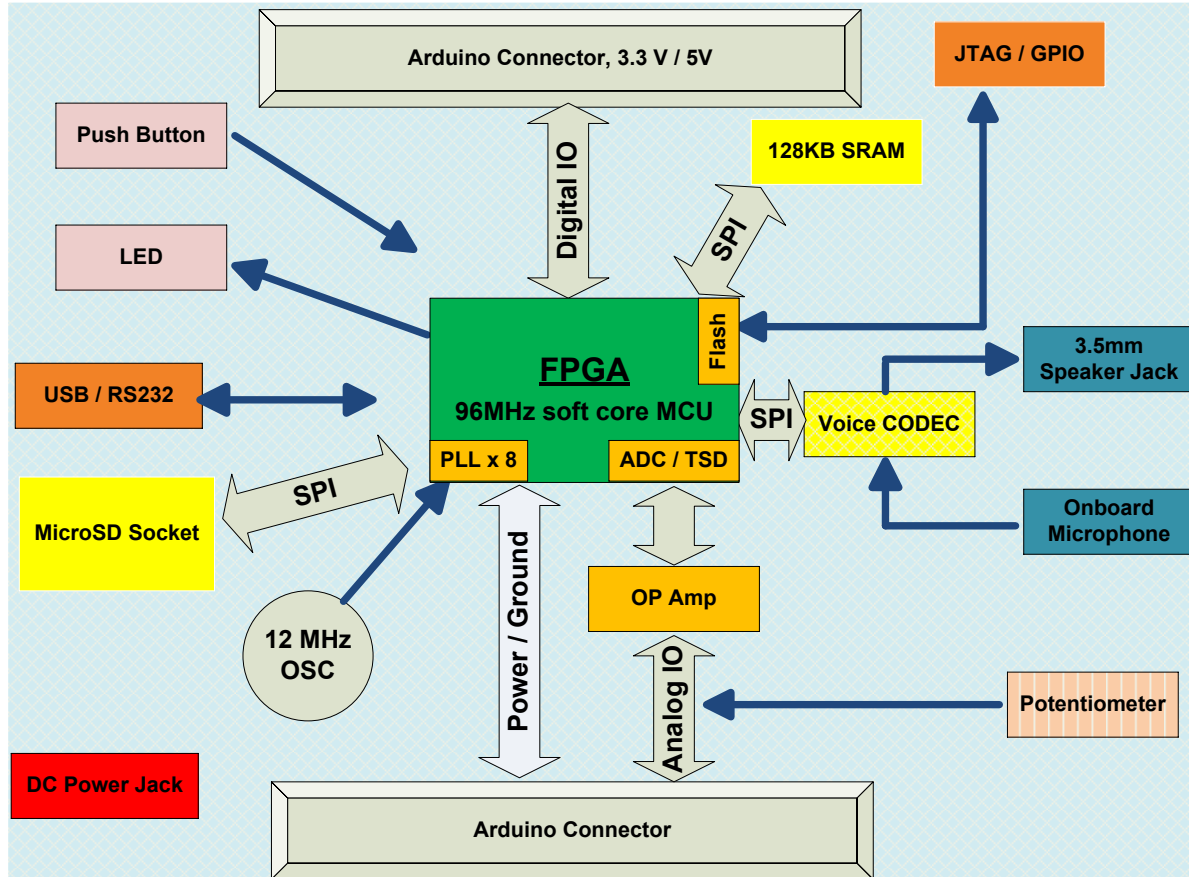 Arduino Connector, 3.3 V / 5V
JTAG / GPIO
Push Button
128KB SRAM
Digital IO
SPI
LED
Flash
FPGA
96MHz soft core MCU
3.5mm
Speaker Jack
USB / RS232
SPI
Voice CODEC
PLL x 8
ADC / TSD
SPI
MicroSD Socket
Onboard
Microphone
OP Amp
12 MHz
OSC
Power / Ground
Analog IO
Potentiometer
DC Power Jack
Arduino Connector